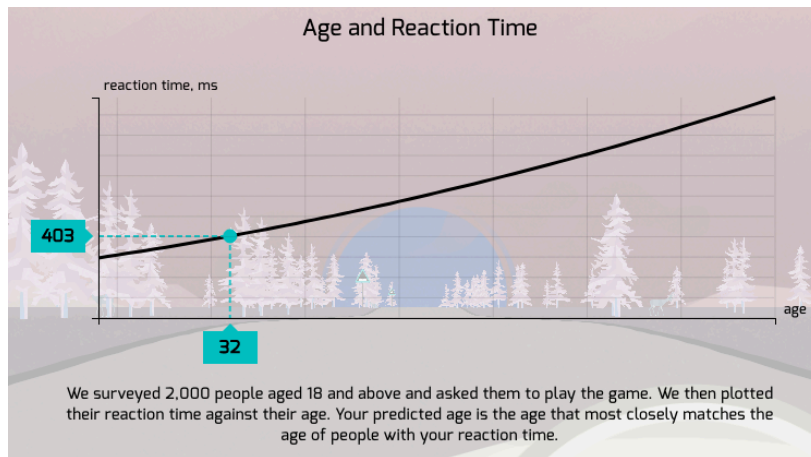 Age and Reaction Time
reaction time, ms
403
age
32
We surveyed 2,000 people aged 18 and above and asked them to play the game. We then plotted
their reaction time against their age. Your predicted age is the age that most closely matches the
age of people with your reaction time.